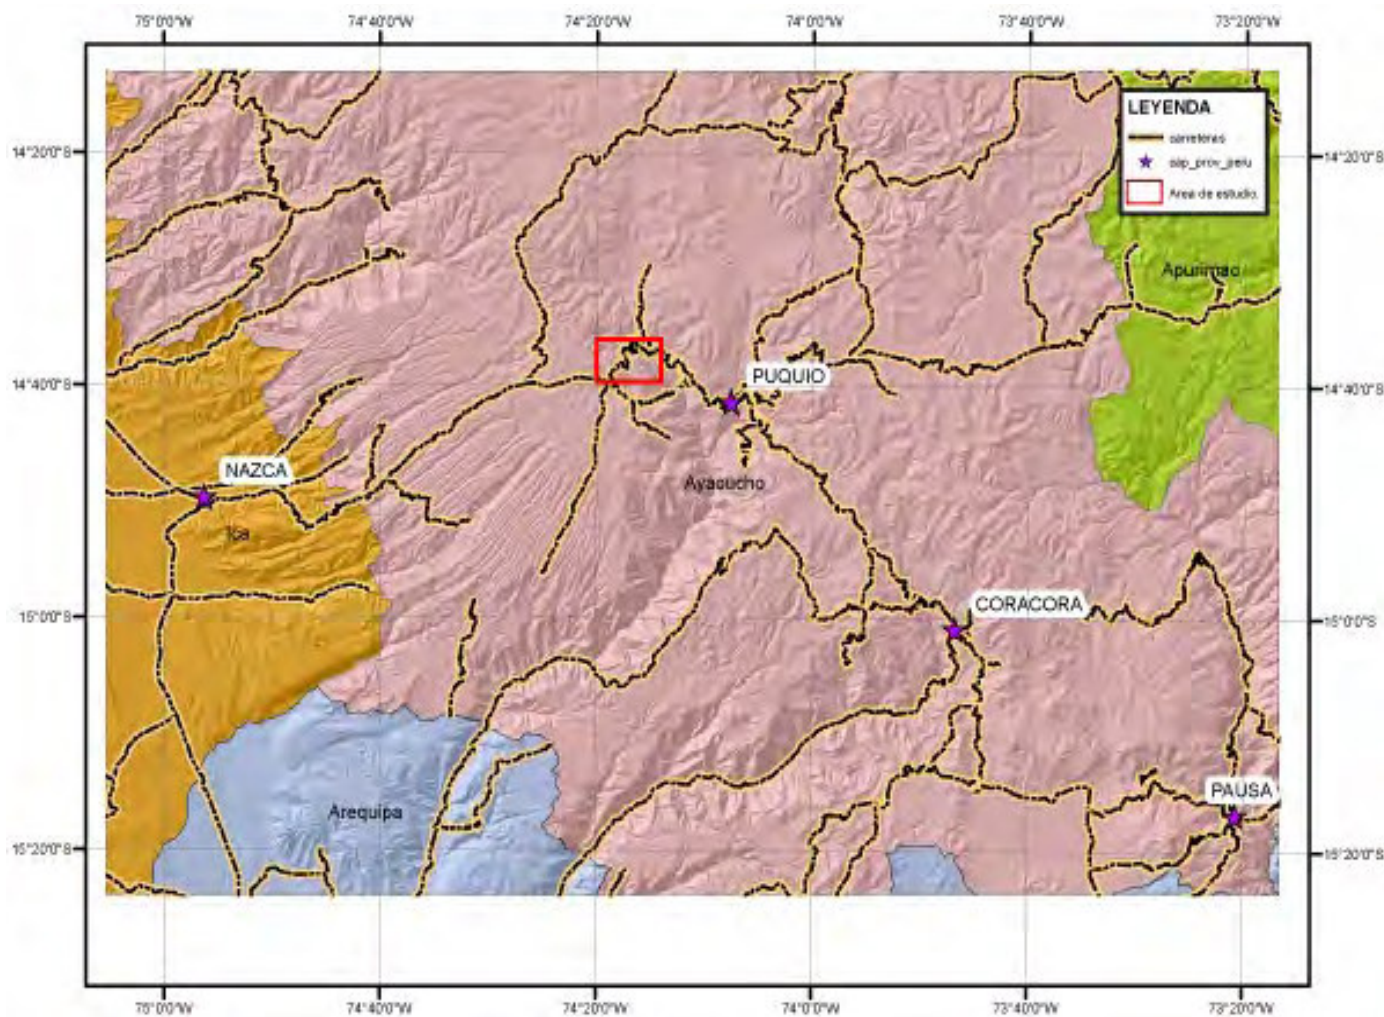 75°0'0"W 74°40'0"W 74°20'0"W 74°0'0"W 73°40'0"W 73°20'0"W
LEYENDA
carreteras
cap_prov_peru
Area de estudio.
14°20'0"S 14°20'0"S
Apurimac
14°40'0"S 14°40'0"S
PUQUIO
NAZCA
Ayacucho
Ica
CORACORA
15°0'0"S 15°0'0"S
PAUSA
Arequipa
15°20'0"S 15°20'0"S
75°0'0"W 74°40'0"W 74°20'0"W 74°0'0"W 73°40'0"W 73°20'0"W